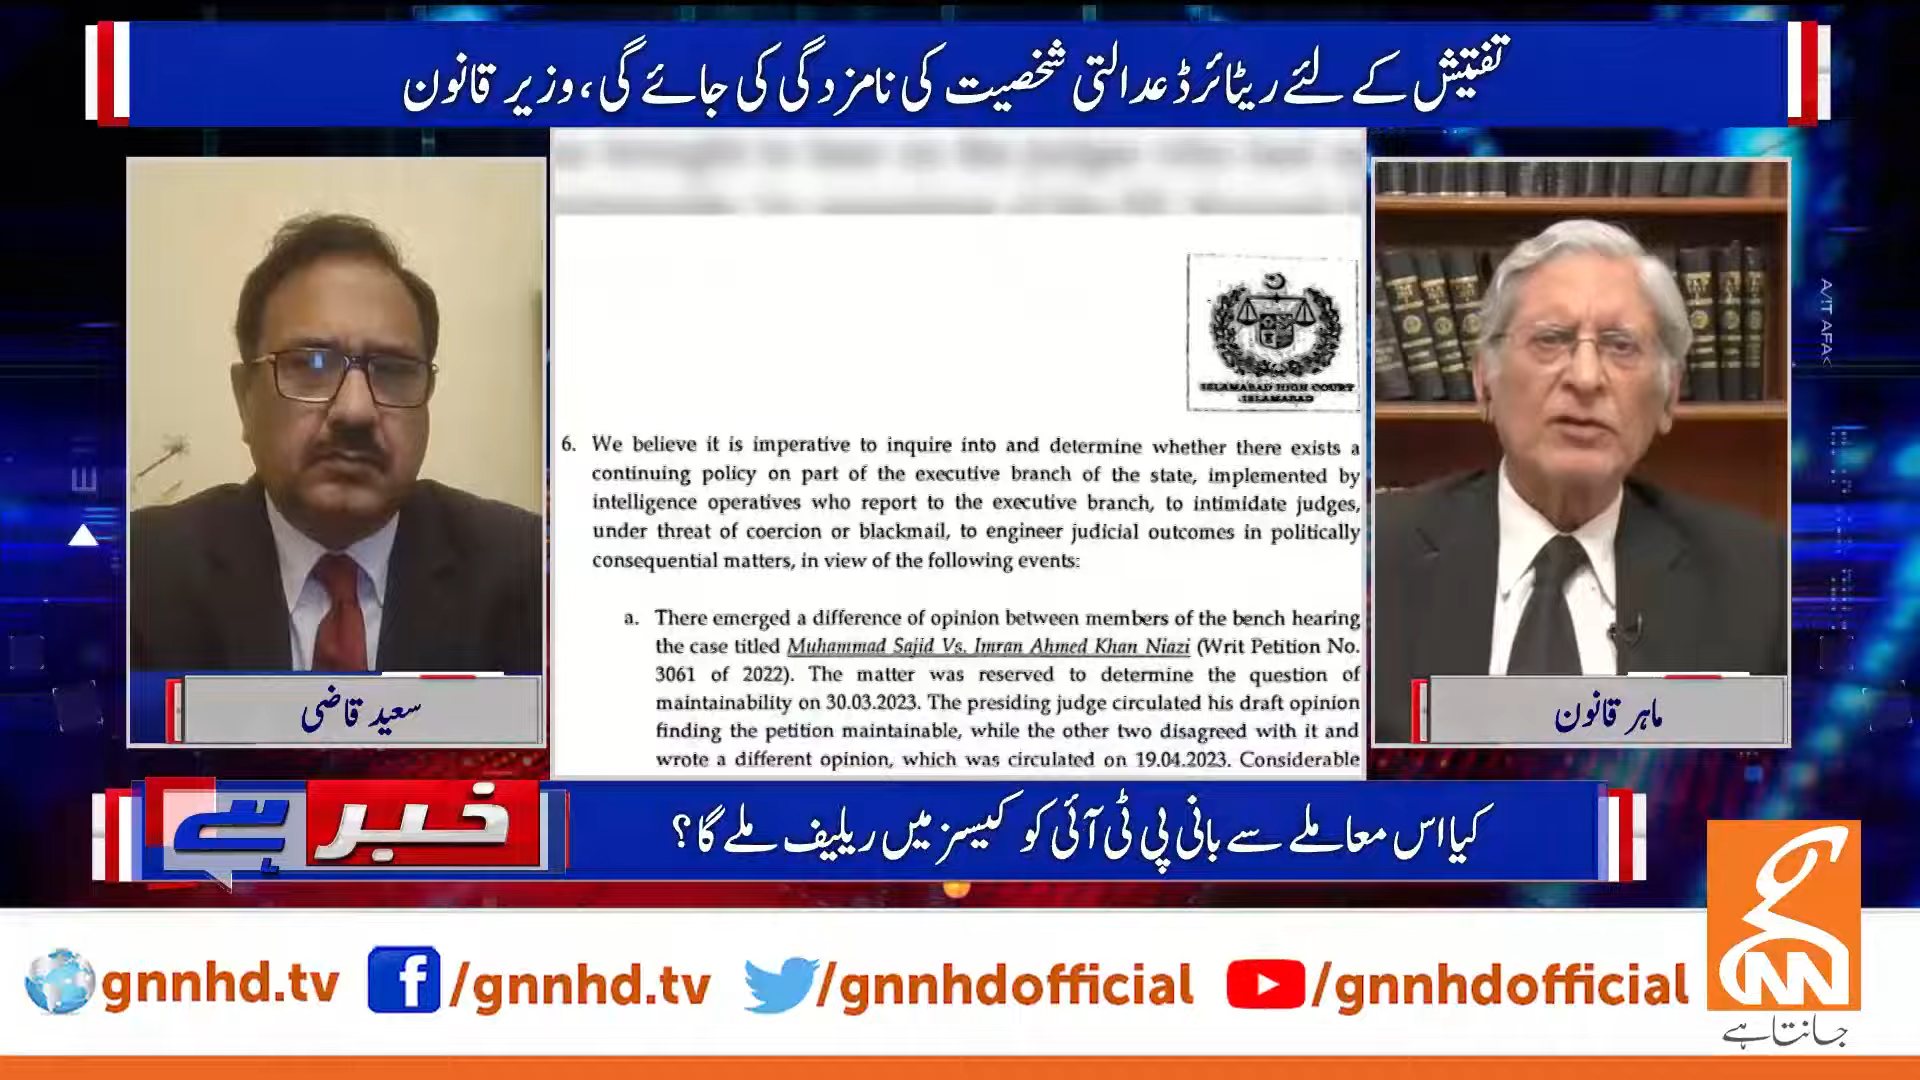 تفتیش کے لئے ریٹائرڈ عدالتی شخصیت کی نامزدگی کی جائے گی، وزیر قانون
ISLAMABAD HIGH COURT
ISLAMABAD
6. We believe it is imperative to inquire into and determine whether there exists a
continuing policy on part of the executive branch of the state, implemented by
intelligence operatives who report to the executive branch, to intimidate judges,
under threat of coercion or blackmail, to engineer judicial outcomes in politically
consequential matters, in view of the following events:
a. There emerged a difference of opinion between members of the bench hearing
the case titled Muhammad Sajid Vs. Imran Ahmed Khan Niazi (Writ Petition No.
3061 of 2022). The matter was reserved to determine the question of
maintainability on 30.03.2023. The presiding judge circulated his draft opinion
finding the petition maintainable, while the other two disagreed with it and
wrote a different opinion, which was circulated on 19.04.2023. Considerable
سعید قاضی
ماہر قانون
خبر ہے
کیا اس معاملے سے بانی پی ٹی آئی کو کیسز میں ریلیف ملے گا؟
gnnhd.tv
/gnnhd.tv
/gnnhdofficial
/gnnhdofficial
GNN
جانتا ہے